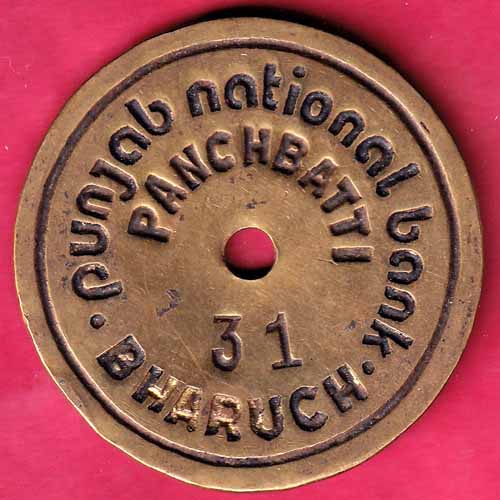 punjab national bank
PANCHBATTI
31
BHARUCH